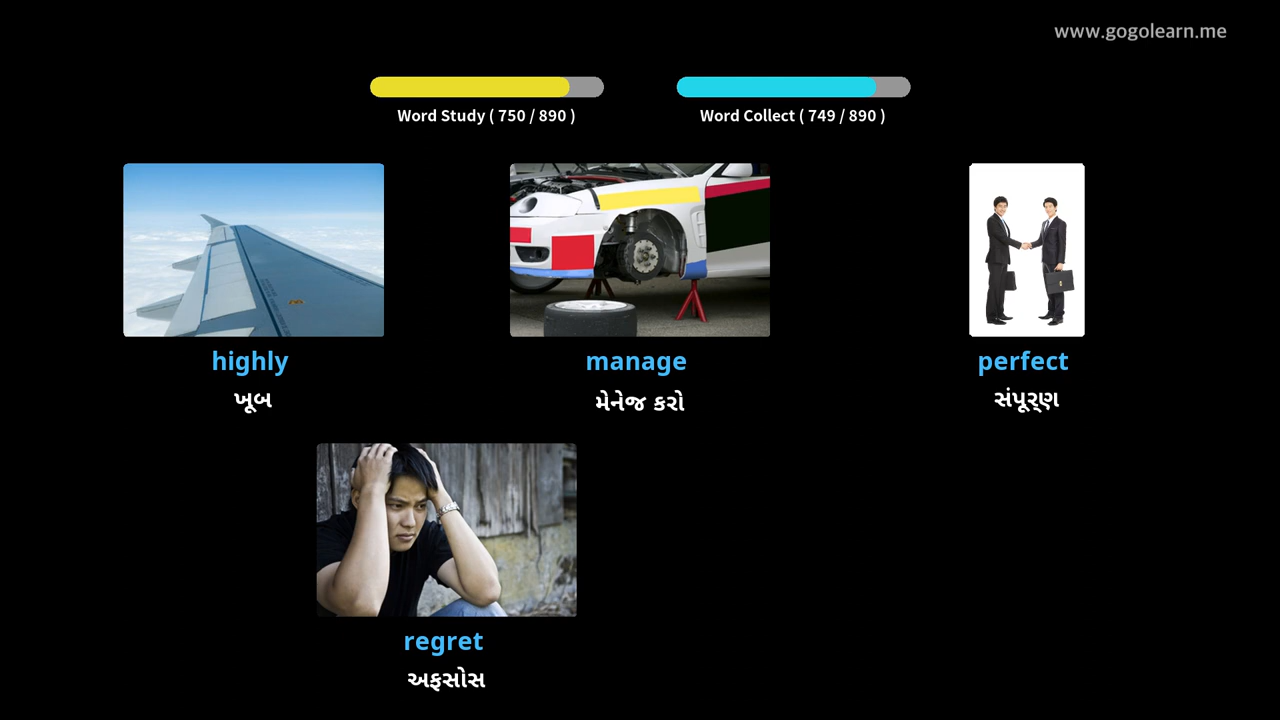 www.gogolearn.me
Word Study ( 750 / 890 )
Word Collect ( 749 / 890 )
highly
manage
perfect
ખૂબ
મેનેજ કરો
સંપૂર્ણ
regret
અફસોસ